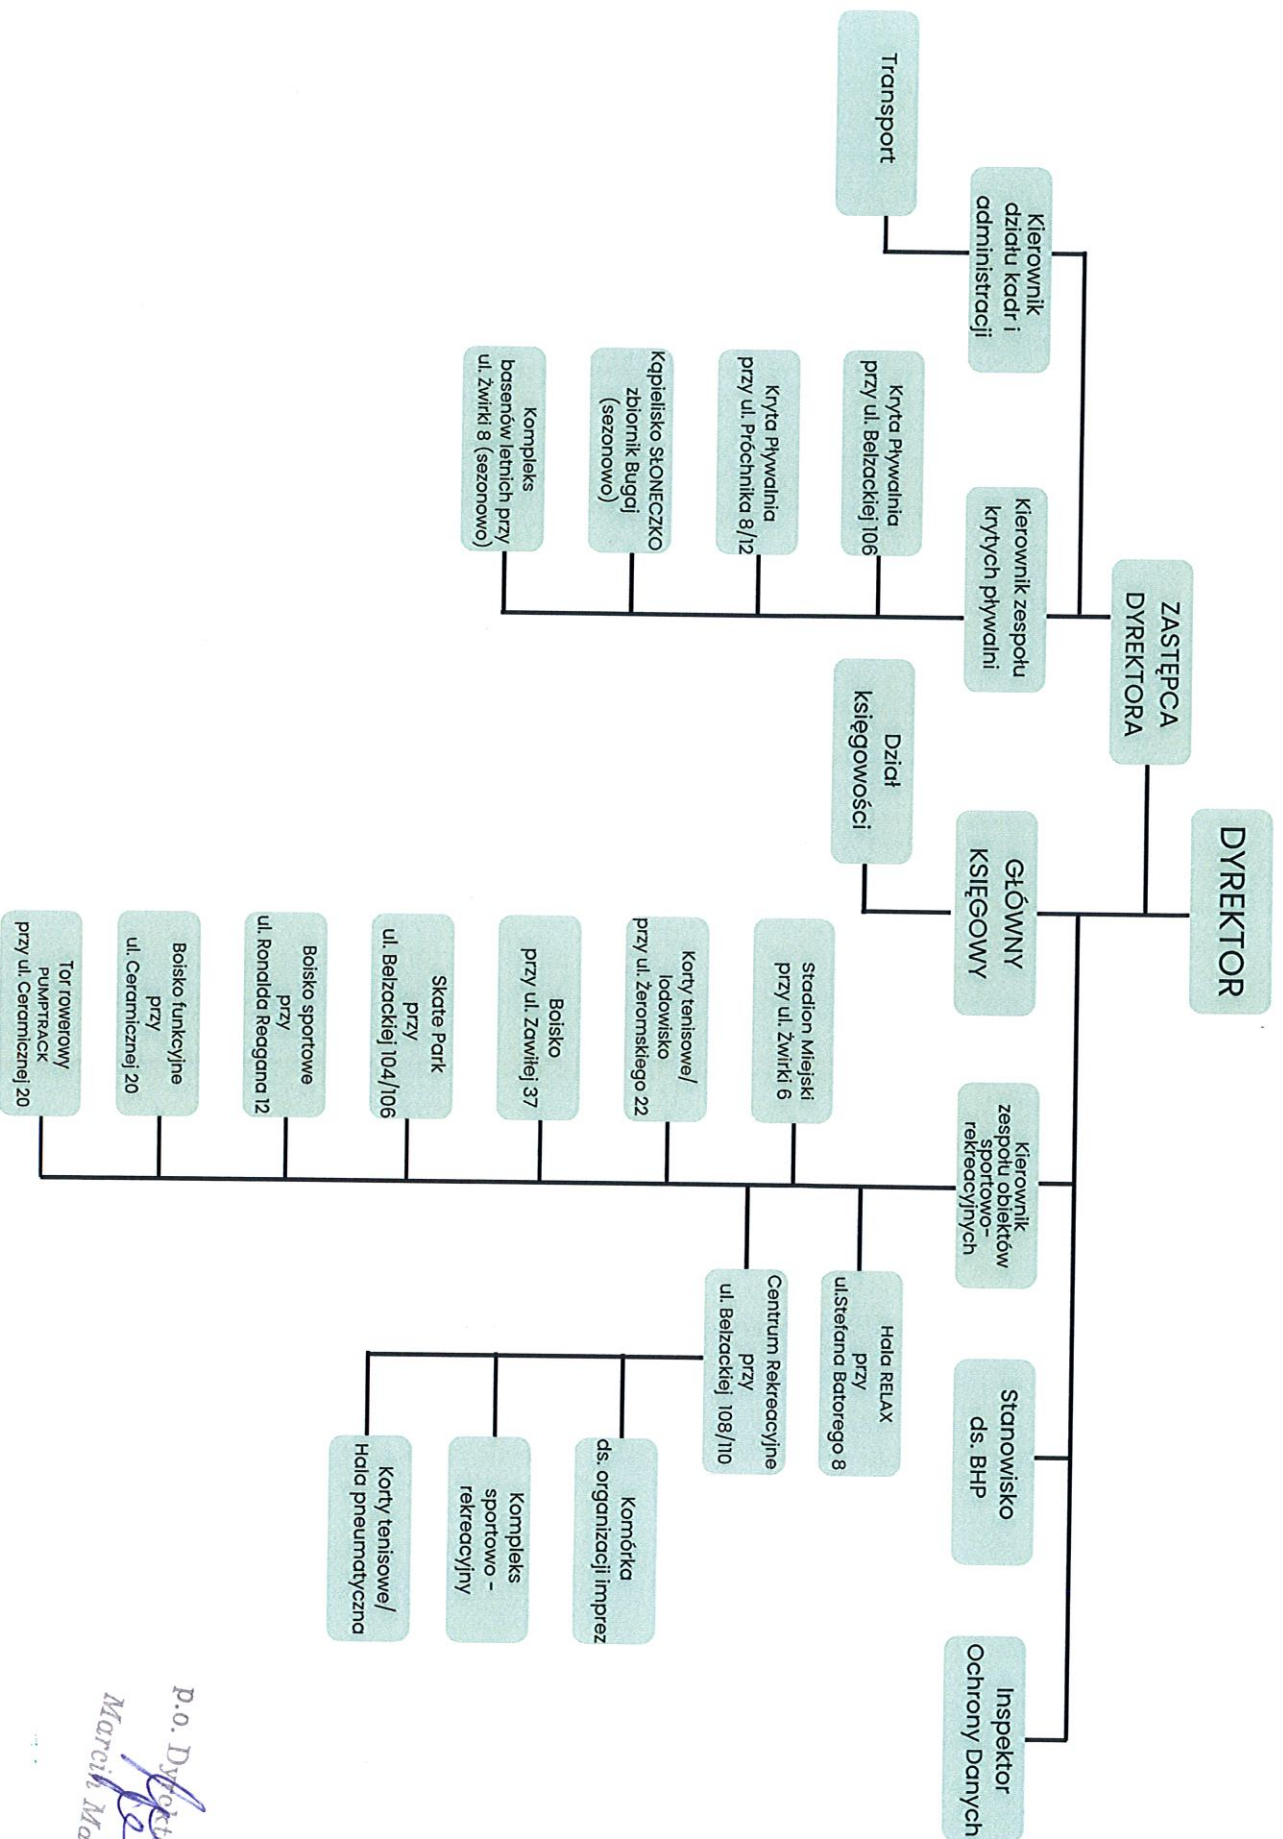 DYREKTOR
ZASTĘPCA
DYREKTORA
Kierownik
działu kadr i
administracji
Transport
Kierownik zespołu
krytych pływalni
Kryta Pływalnia
przy ul. Belzackiej 106
Kryta Pływalnia
przy ul. Próchnika 8/12
Kąpielisko SŁONECZKO
zbiornik Bugaj
(sezonowo)
Kompleks
basenów letnich przy
ul. Żwirki 8 (sezonowo)
GŁÓWNY
KSIĘGOWY
Dział
księgowości
Kierownik
zespołu obiektów
sportowo-
rekreacyjnych
Stadion Miejski
przy ul. Żwirki 6
Korty tenisowe/
lodowisko
przy ul. Żeromskiego 22
Boisko
przy ul. Zawiłej 37
Skate Park
przy
ul. Belzackiej 104/106
Boisko sportowe
przy
ul. Ronalda Reagana 12
Boisko funkcyjne
przy
ul. Ceramicznej 20
Tor rowerowy
PUMPTRACK
przy ul. Ceramicznej 20
Hala RELAX
przy
ul.Stefana Batorego 8
Centrum Rekreacyjne
przy
ul. Belzackiej 108/110
Komórka
ds. organizacji imprez
Kompleks
sportowo -
rekreacyjny
Korty tenisowe/
Hala pneumatyczna
Stanowisko
ds. BHP
Inspektor
Ochrony Danych
p.o.
Marcin